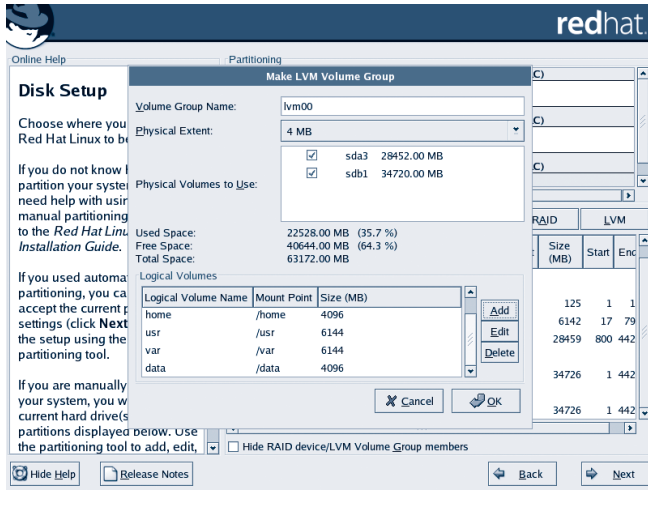 redhat.
Online Help
Partitioning
Disk Setup
Choose where you
Red Hat Linux to be
If you do not know
partition your system
need help with using
manual partitioning
to the Red Hat Linux
Installation Guide.
If you used automa
partitioning, you ca
accept the current p
settings (click Next
the setup using the
partitioning tool.
If you are manually
your system, you w
current hard drive(s
partitions displayed below. Use
the partitioning tool to add, edit,
Make LVM Volume Group
Volume Group Name: lvm00
Physical Extent: 4 MB
Physical Volumes to Use:
sda3 28452.00 MB
sdb1 34720.00 MB
Used Space: 22528.00 MB (35.7 %)
Free Space: 40644.00 MB (64.3 %)
Total Space: 63172.00 MB
Logical Volumes
Logical Volume Name Mount Point Size (MB)
home /home 4096
usr /usr 6144
var /var 6144
data /data 4096
Add
Edit
Delete
Cancel OK
C)
C)
C)
RAID LVM
Size (MB) Start Enc
125 1 1
6142 17 79
28459 800 442
34726 1 442
34726 1 442
Hide RAID device/LVM Volume Group members
Hide Help Release Notes Back Next